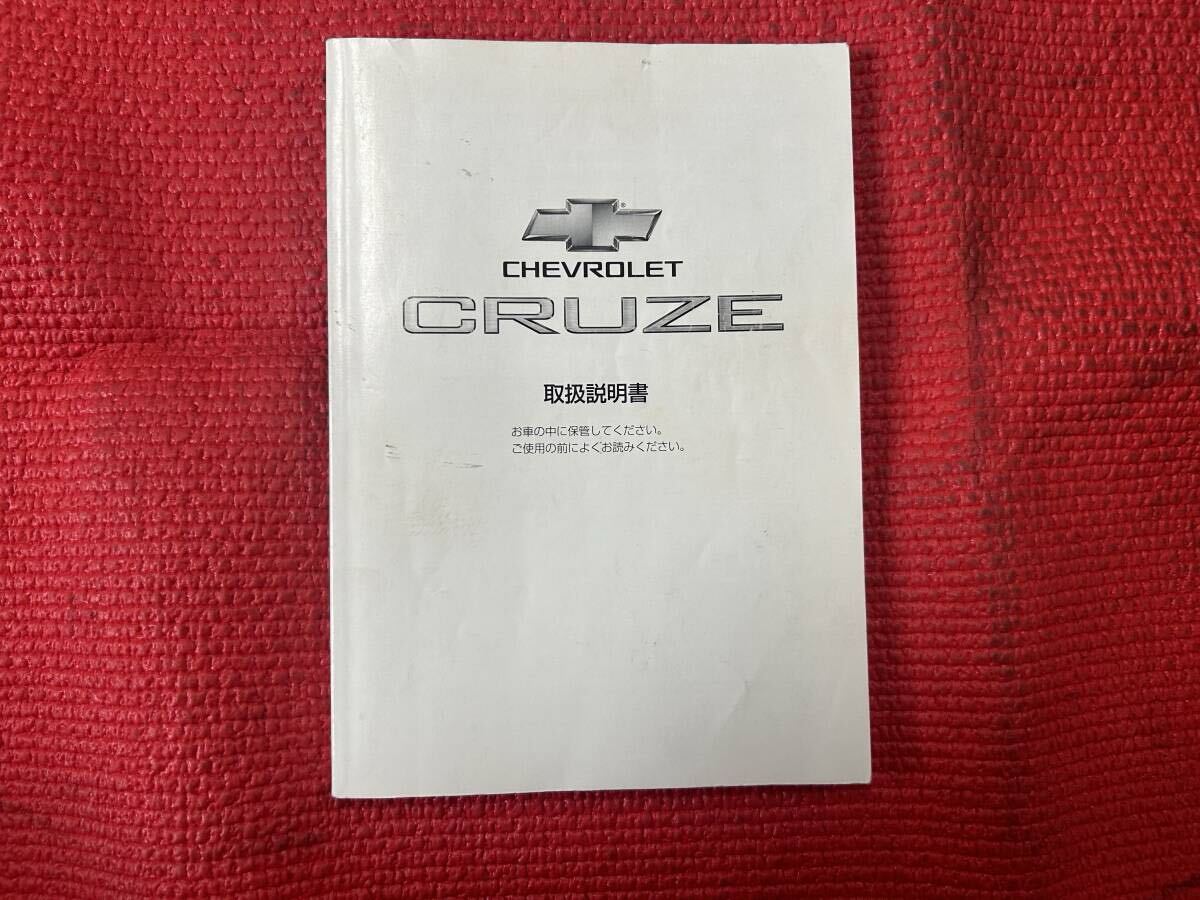 CHEVROLET
CRUZE
取扱説明書
お車の中に保管してください。
ご使用の前によくお読みください。